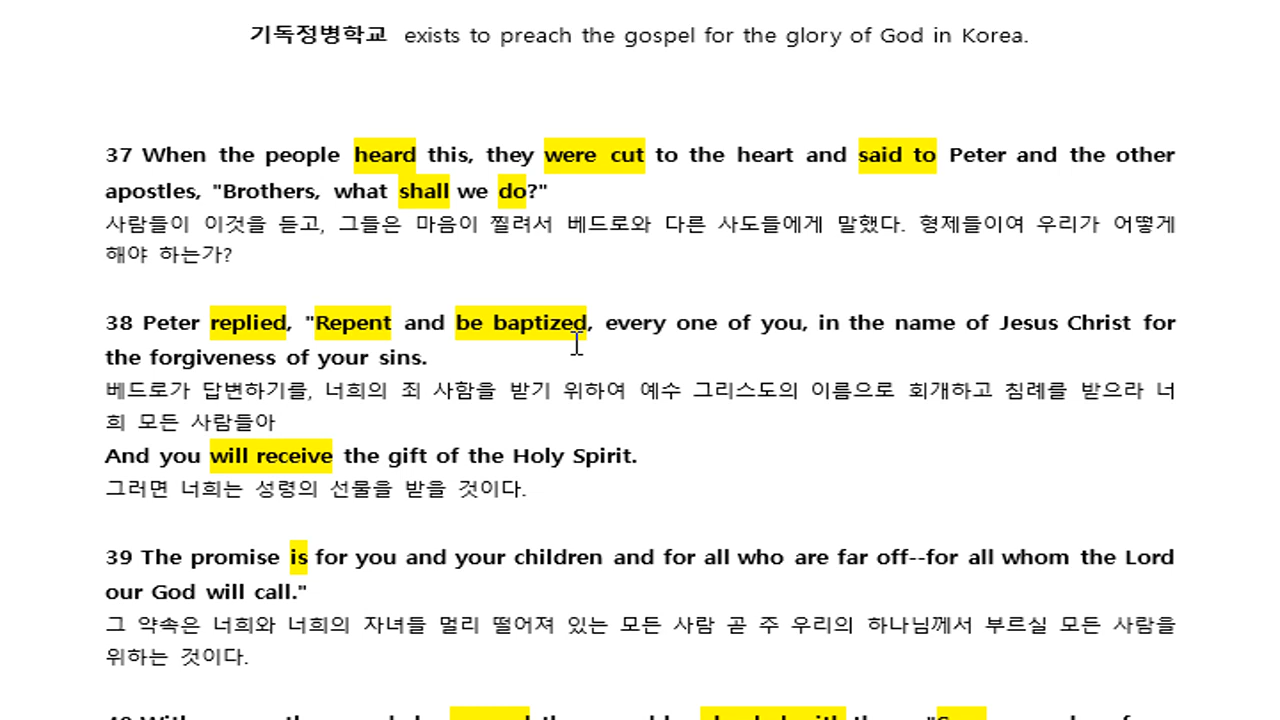 기독정병학교 exists to preach the gospel for the glory of God in Korea.
37 When the people heard this, they were cut to the heart and said to Peter and the other
apostles, "Brothers, what shall we do?"
사람들이 이것을 듣고, 그들은 마음이 찔려서 베드로와 다른 사도들에게 말했다. 형제들이여 우리가 어떻게
해야 하는가?
38 Peter replied, "Repent and be baptized, every one of you, in the name of Jesus Christ for
the forgiveness of your sins.
베드로가 답변하기를, 너희의 죄 사함을 받기 위하여 예수 그리스도의 이름으로 회개하고 침례를 받으라 너
희 모든 사람들아
And you will receive the gift of the Holy Spirit.
그러면 너희는 성령의 선물을 받을 것이다.
39 The promise is for you and your children and for all who are far off--for all whom the Lord
our God will call."
그 약속은 너희와 너희의 자녀들 멀리 떨어져 있는 모든 사람 곧 주 우리의 하나님께서 부르실 모든 사람을
위하는 것이다.